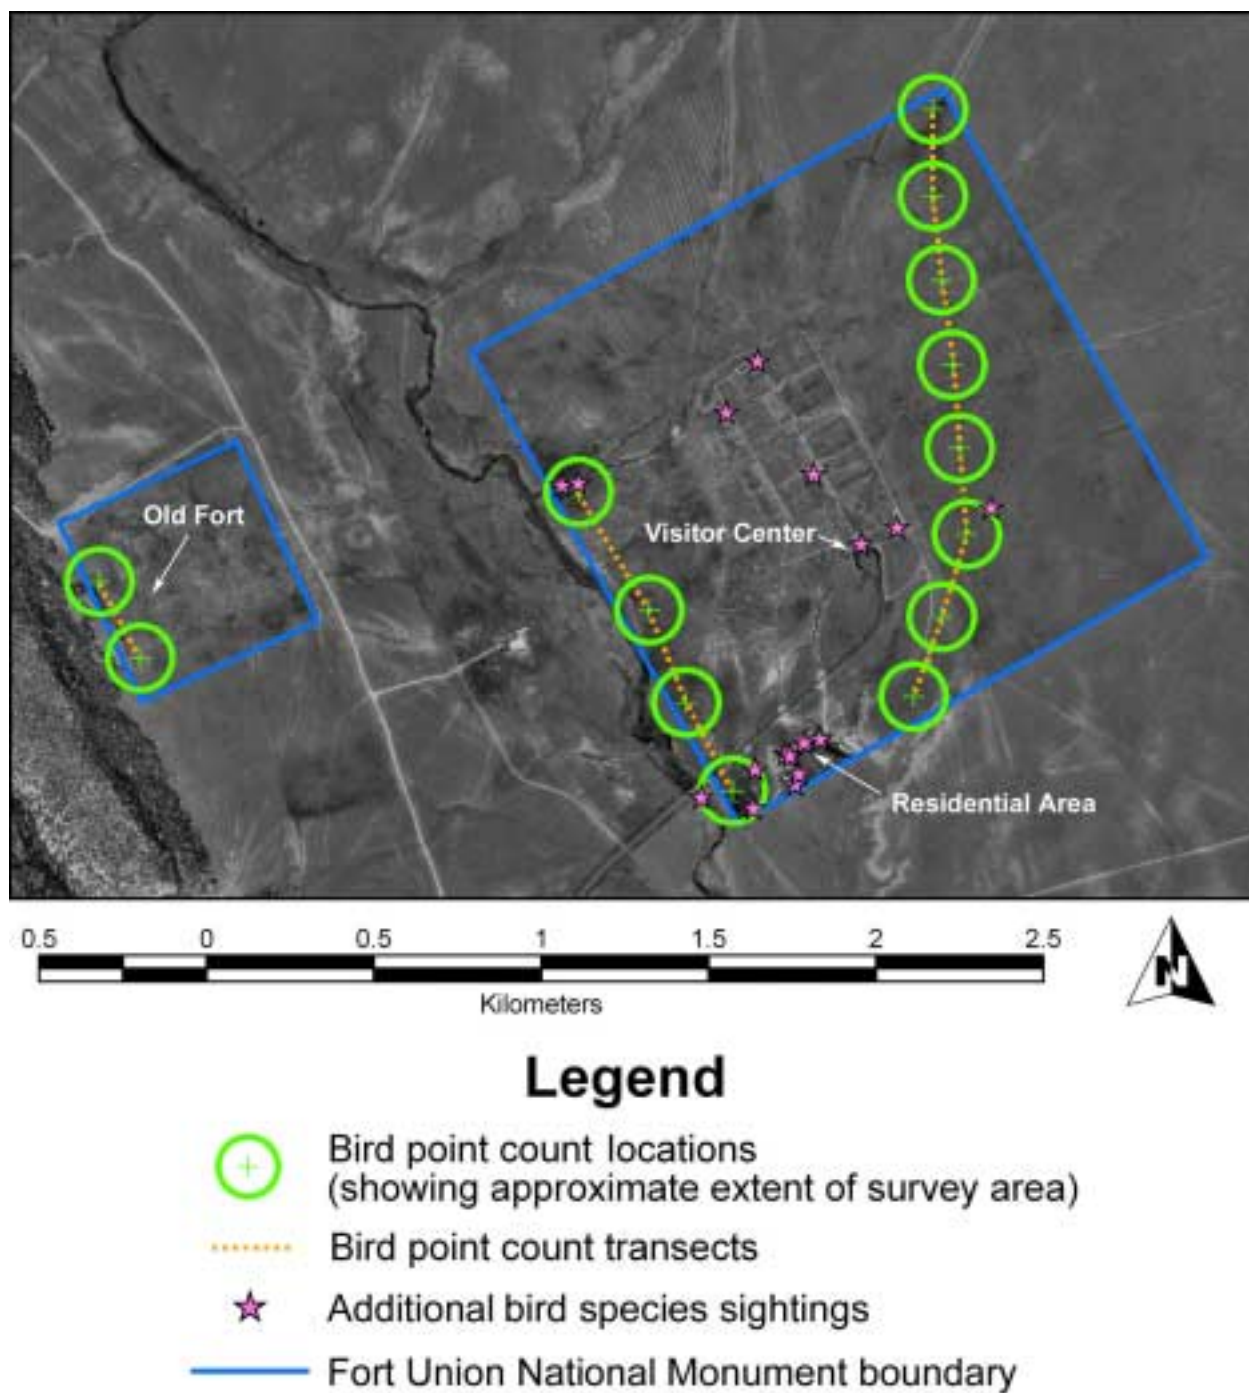 Old Fort
Visitor Center
Residential Area
0.5 0 0.5 1 1.5 2 2.5
Kilometers
N
Legend
Bird point count locations
(showing approximate extent of survey area)
Bird point count transects
Additional bird species sightings
Fort Union National Monument boundary